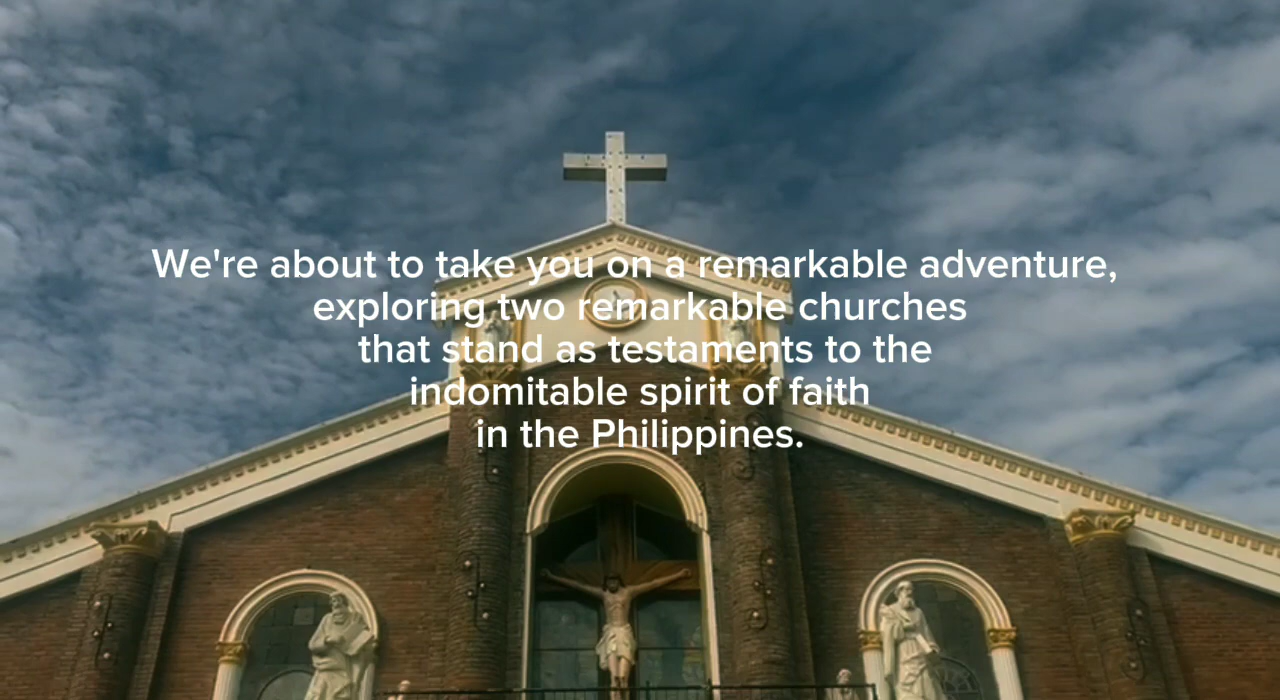 We're about to take you on a remarkable adventure,
exploring two remarkable churches
that stand as testaments to the
indomitable spirit of faith
in the Philippines.